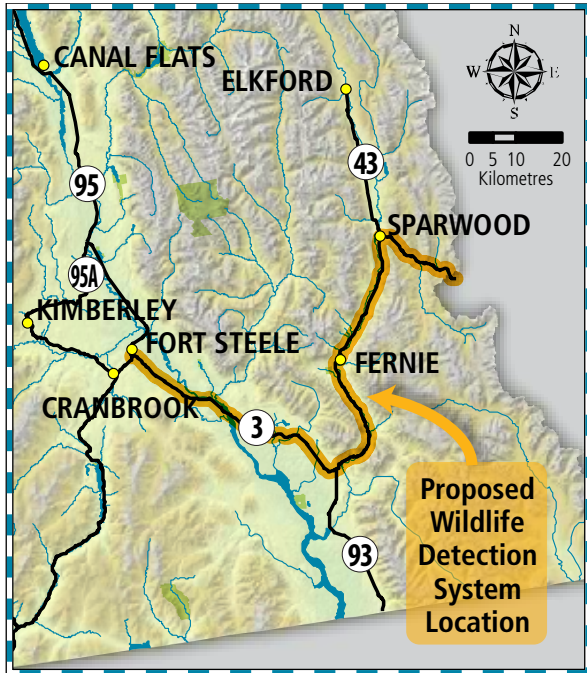 CANAL FLATS
ELKFORD
N
W E
S
0 5 10 20
Kilometres
43
95
SPARWOOD
95A
KIMBERLEY
FORT STEELE
FERNIE
CRANBROOK
3
93
Proposed
Wildlife
Detection
System
Location